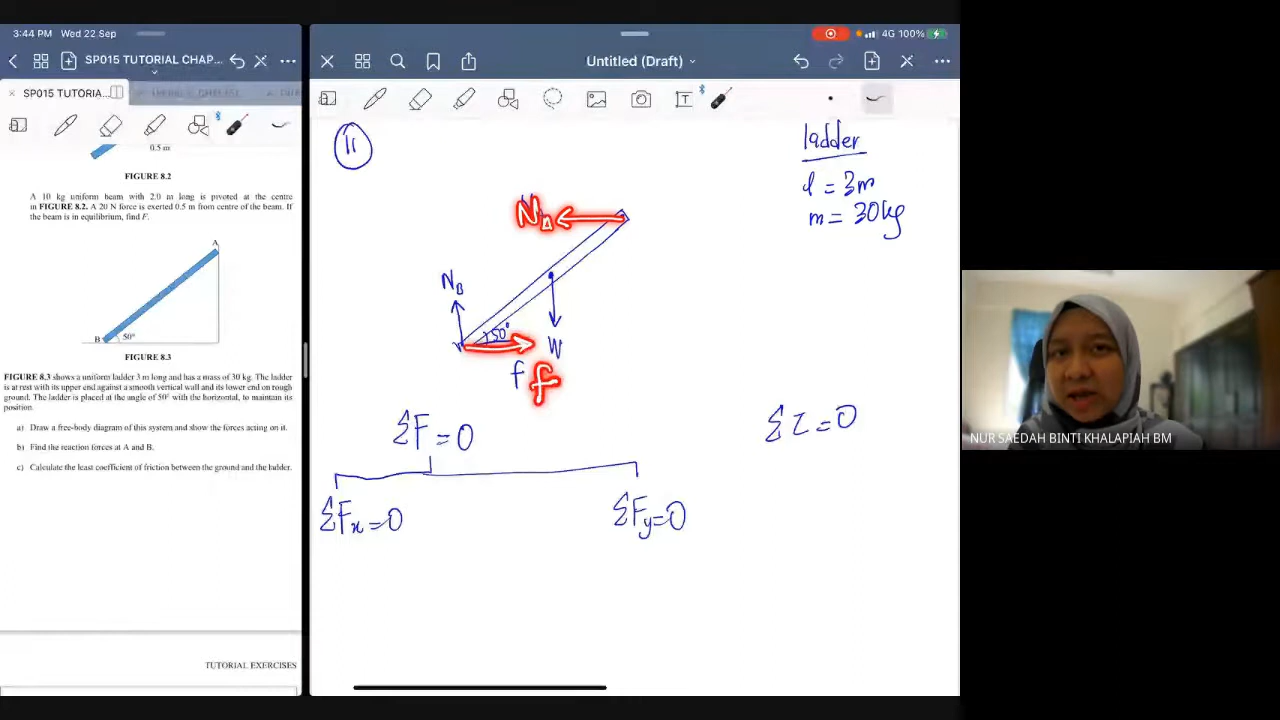 3:44 PM Wed 22 Sep
4G 100%
SP015 TUTORIAL CHAP...
Untitled (Draft)
SP015 TUTORIA...
0.5 m
FIGURE 8.2
A 10 kg uniform beam with 2.0 m long is pivoted at the centre
in FIGURE 8.2. A 20 N force is exerted 0.5 m from centre of the beam. If
the beam is in equilibrium, find F.
A
B
50°
FIGURE 8.3
FIGURE 8.3 shows a uniform ladder 3 m long and has a mass of 30 kg. The ladder
is at rest with its upper end against a smooth vertical wall and its lower end on rough
ground. The ladder is placed at the angle of 50° with the horizontal, to maintain its
position.
a) Draw a free-body diagram of this system and show the forces acting on it.
b) Find the reaction forces at A and B.
c) Calculate the least coefficient of friction between the ground and the ladder.
TUTORIAL EXERCISES
11
ladder
l = 3m
m = 30kg
N_A
N_B
50°
W
f
f
ΣF = 0
Στ = 0
ΣFx = 0
ΣFy = 0
NUR SAEDAH BINTI KHALAPIAH BM